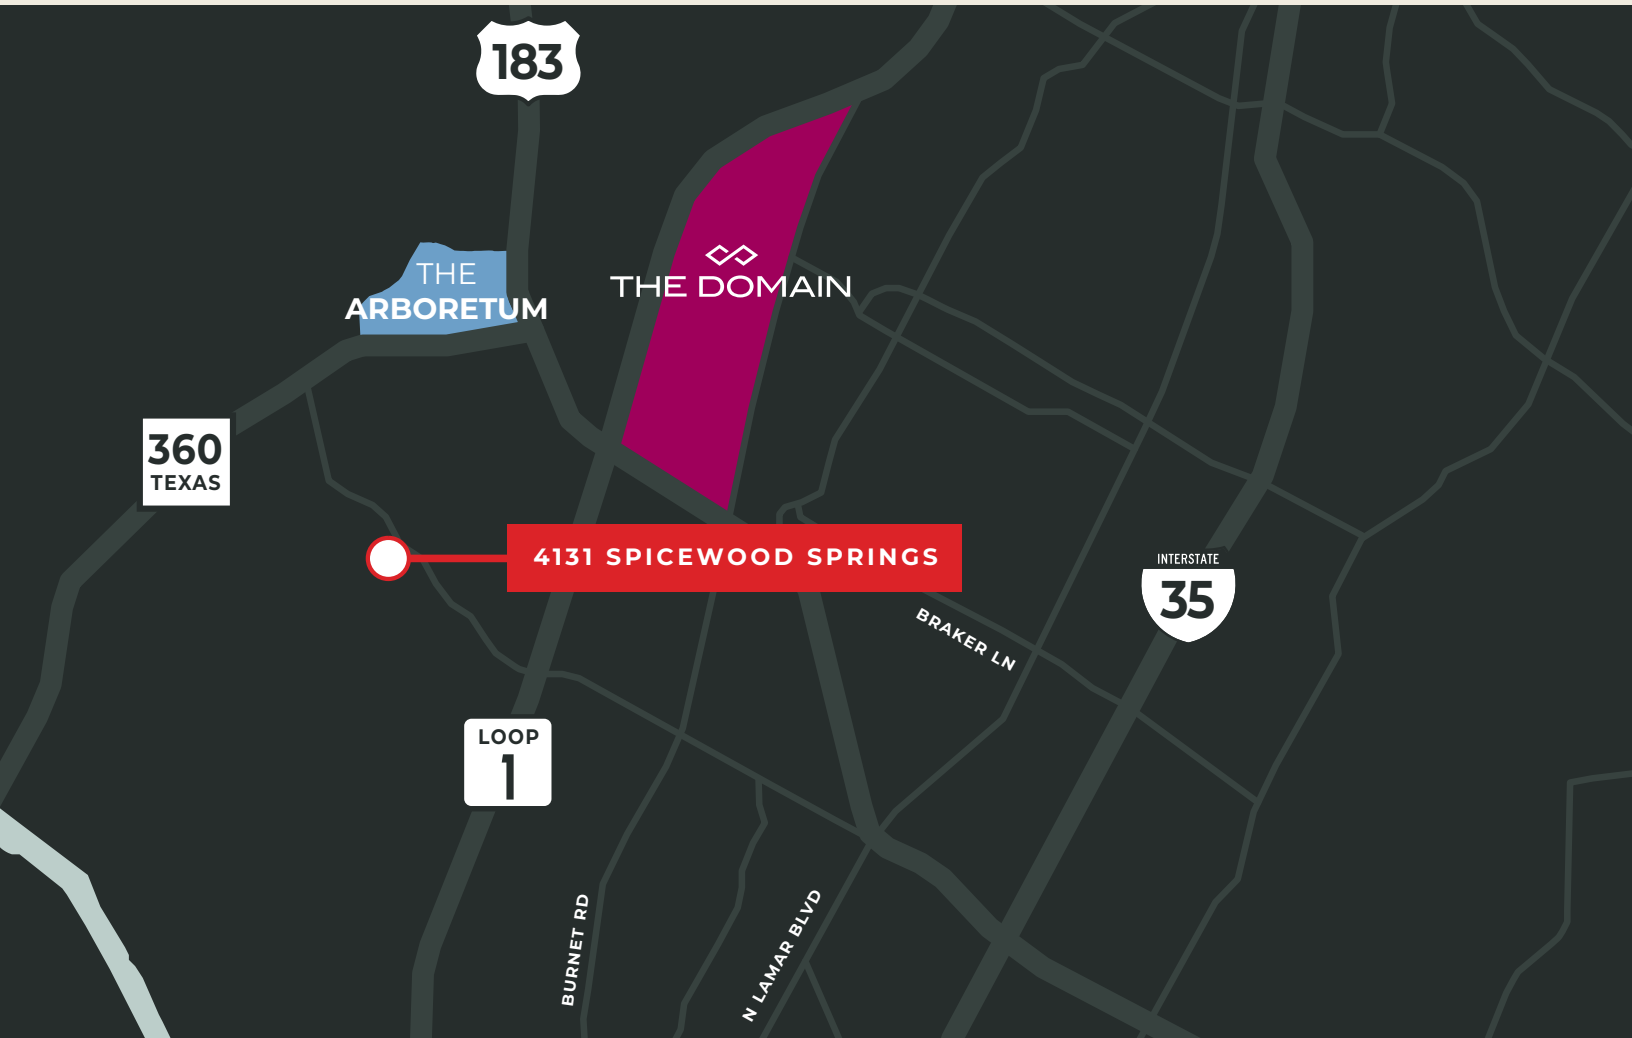 183
THE
ARBORETUM
THE DOMAIN
360
TEXAS
4131 SPICEWOOD SPRINGS
INTERSTATE
35
BRAKER LN
LOOP
1
BURNET RD
N LAMAR BLVD